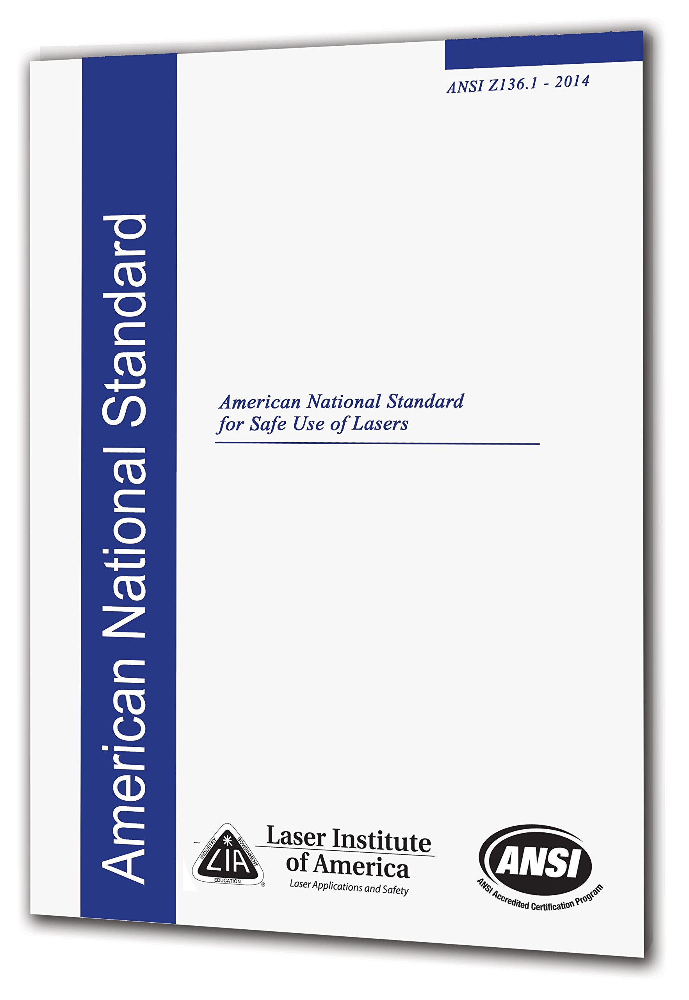 ANSI Z136.1 - 2014
American National Standard
American National Standard
for Safe Use of Lasers
INDUSTRY
GOVERNMENT
LIA
EDUCATION
®
Laser Institute
of America
Laser Applications and Safety
ANSI
ANSI Accredited Certification Program